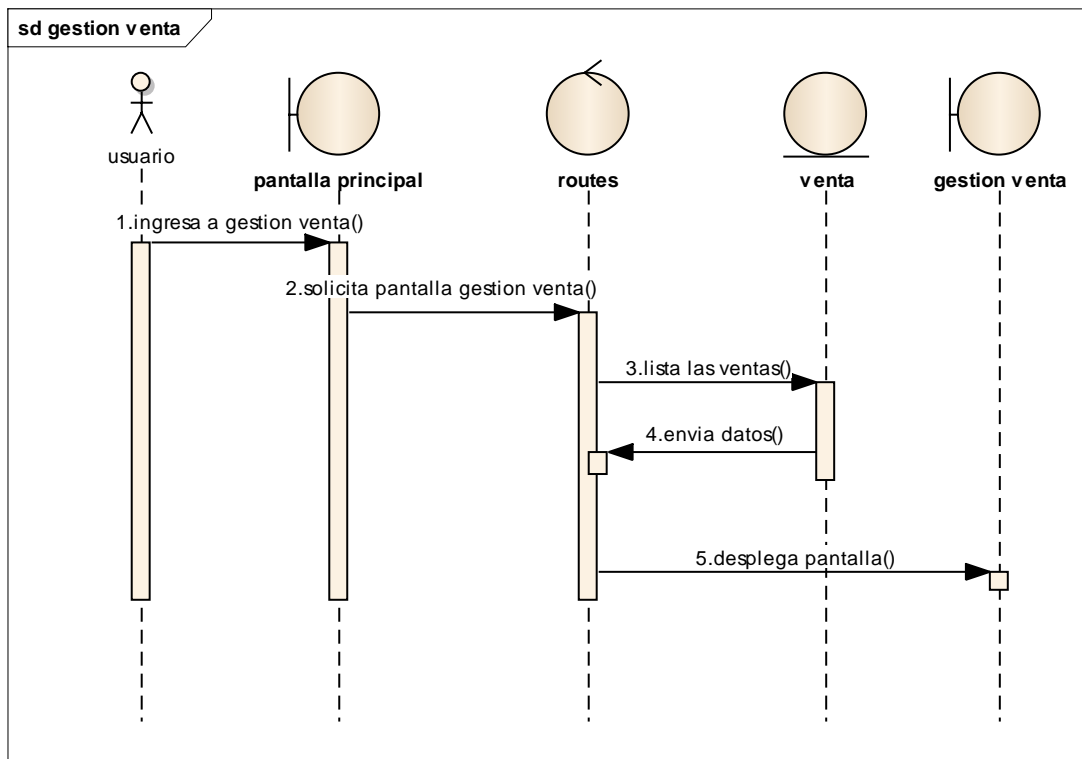 sd gestion venta
usuario
pantalla principal
routes
venta
gestion venta
1.ingresa a gestion venta()
2.solicita pantalla gestion venta()
3.lista las ventas()
4.envia datos()
5.desplega pantalla()